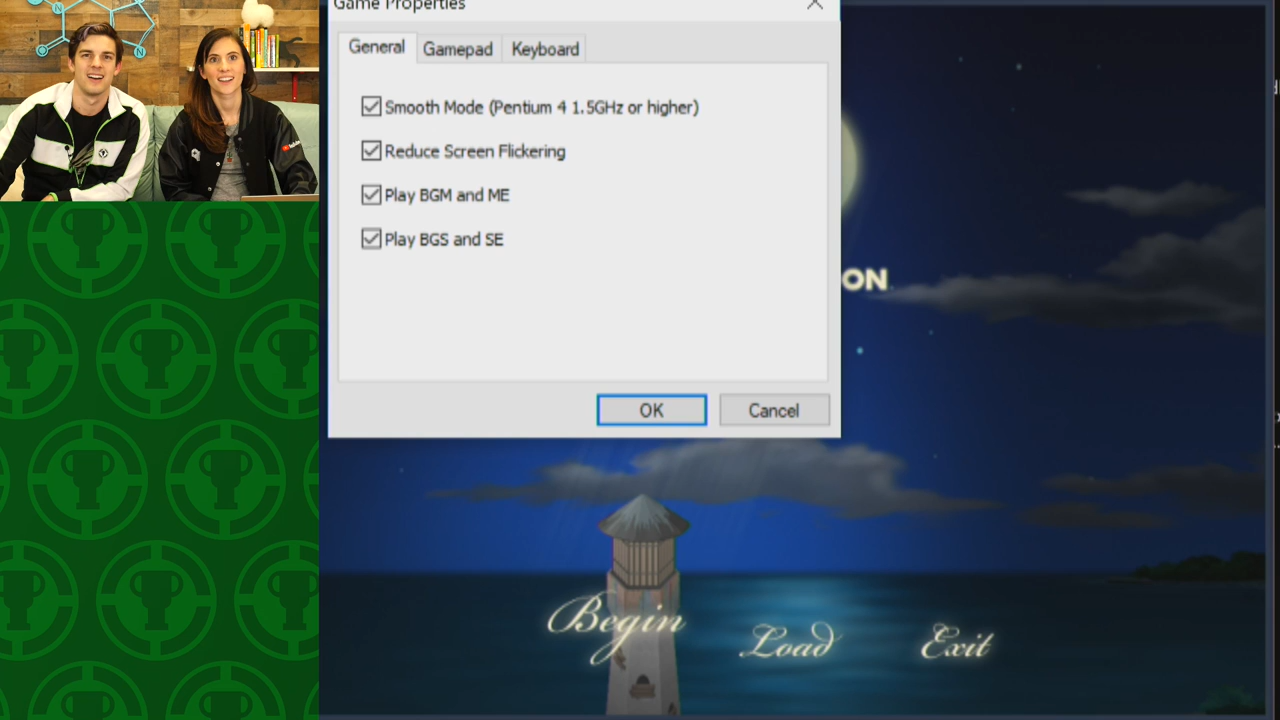 Game Properties
General Gamepad Keyboard
Smooth Mode (Pentium 4 1.5GHz or higher)
Reduce Screen Flickering
Play BGM and ME
Play BGS and SE
OK Cancel
ON
Begin Load Exit